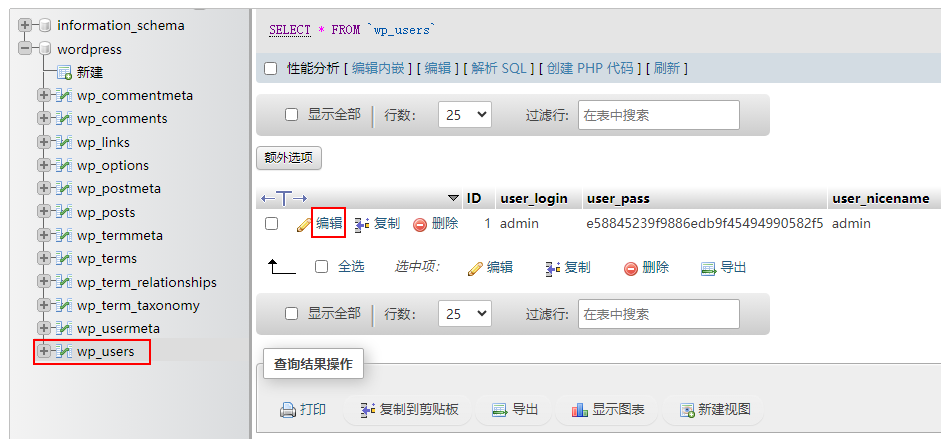 information_schema
wordpress
新建
wp_commentmeta
wp_comments
wp_links
wp_options
wp_postmeta
wp_posts
wp_termmeta
wp_terms
wp_term_relationships
wp_term_taxonomy
wp_usermeta
wp_users
SELECT * FROM `wp_users`
性能分析 [ 编辑内嵌 ] [ 编辑 ] [ 解析 SQL ] [ 创建 PHP 代码 ] [ 刷新 ]
显示全部 行数： 25 过滤行: 在表中搜索
额外选项
ID user_login user_pass user_nicename
编辑 复制 删除 1 admin e58845239f9886edb9f45494990582f5 admin
全选 选中项: 编辑 复制 删除 导出
显示全部 行数： 25 过滤行: 在表中搜索
查询结果操作
打印 复制到剪贴板 导出 显示图表 新建视图